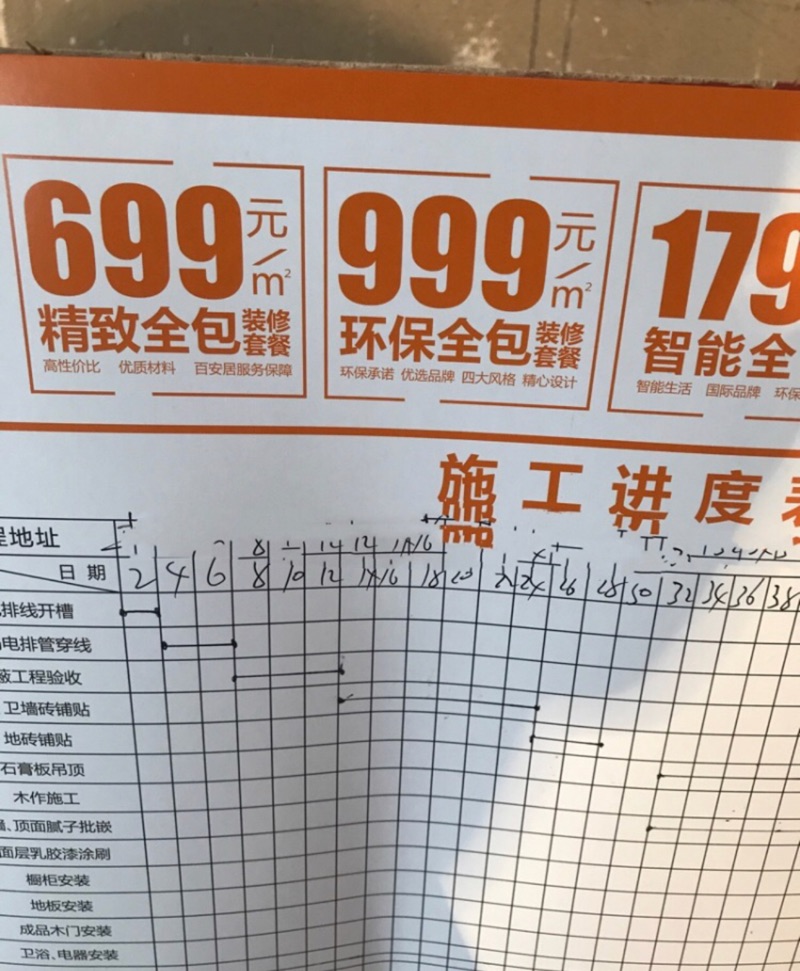 699元/m²
精致全包装修套餐
高性价比 优质材料 百安居服务保障
999元/m²
环保全包装修套餐
环保承诺 优选品牌 四大风格 精心设计
179
智能全
智能生活 国际品牌 环保
施工进度表
程地址
日期
2 4 6 8 10 12 14 16 18 20 22 24 26 28 30 32 34 36 38
排线开槽
电排管穿线
蔽工程验收
卫墙砖铺贴
地砖铺贴
石膏板吊顶
木作施工
、顶面腻子批嵌
面层乳胶漆涂刷
橱柜安装
地板安装
成品木门安装
卫浴、电器安装